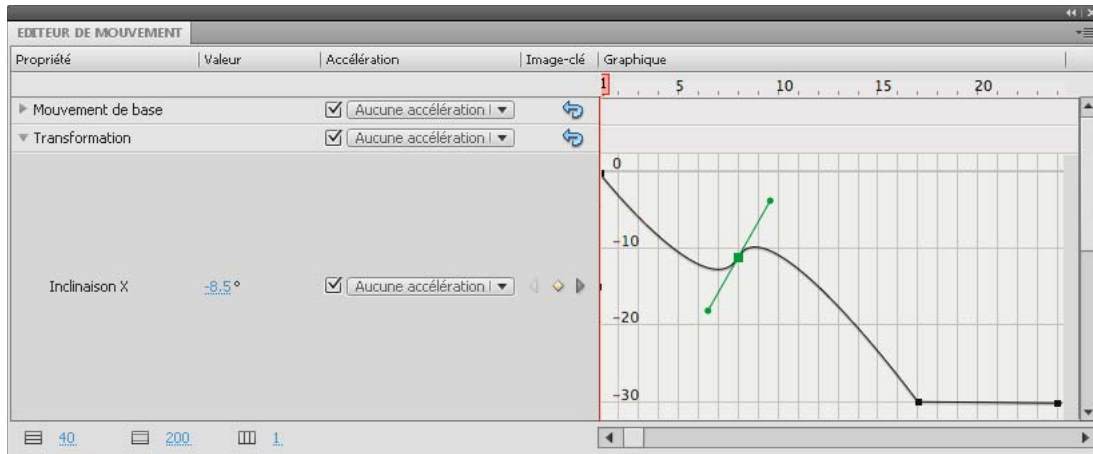 EDITEUR DE MOUVEMENT
Propriété Valeur Accélération Image-clé Graphique
1 5 10 15 20
Mouvement de base Aucune accélération
Transformation Aucune accélération
0
-10
Inclinaison X -8.5° Aucune accélération
-20
-30
40 200 1